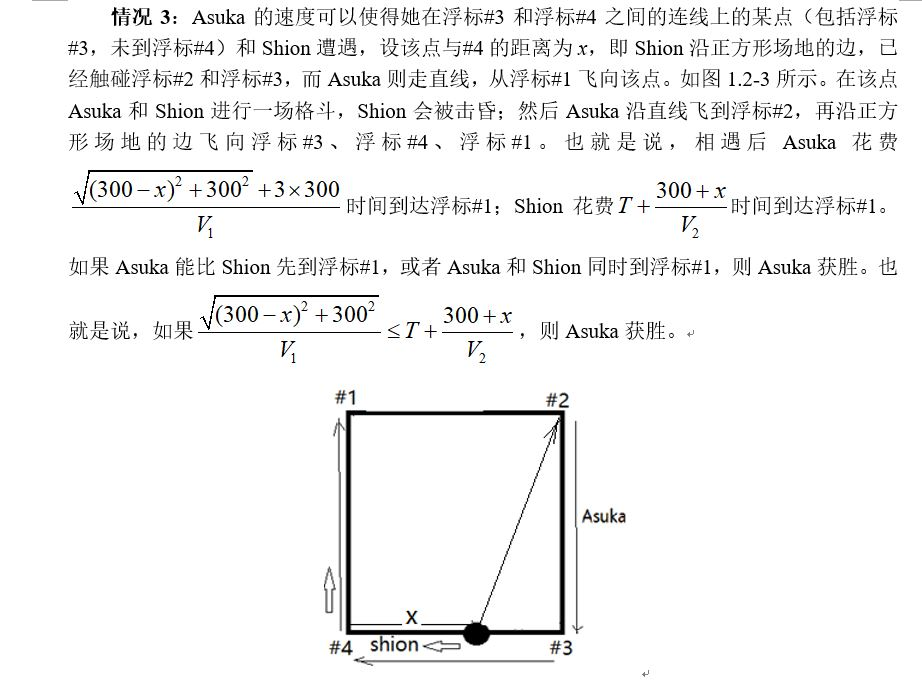 情况 3：Asuka 的速度可以使得她在浮标#3 和浮标#4 之间的连线上的某点（包括浮标
#3，未到浮标#4）和 Shion 遭遇，设该点与#4 的距离为 x，即 Shion 沿正方形场地的边，已
经触碰浮标#2 和浮标#3，而 Asuka 则走直线，从浮标#1 飞向该点。如图 1.2-3 所示。在该点
Asuka 和 Shion 进行一场格斗，Shion 会被击昏；然后 Asuka 沿直线飞到浮标#2，再沿正方
形场地的边飞向浮标#3、浮标#4、浮标#1。也就是说，相遇后 Asuka 花费
√((300−x)²+300²)+3×300 / V₁ 时间到达浮标#1；Shion 花费 T+ 300+x / V₂ 时间到达浮标#1。
如果 Asuka 能比 Shion 先到浮标#1，或者 Asuka 和 Shion 同时到浮标#1，则 Asuka 获胜。也
就是说，如果 √((300−x)²+300²) / V₁ ≤T+ 300+x / V₂ ，则 Asuka 获胜。
#1
#2
Asuka
X
#4
shion
#3